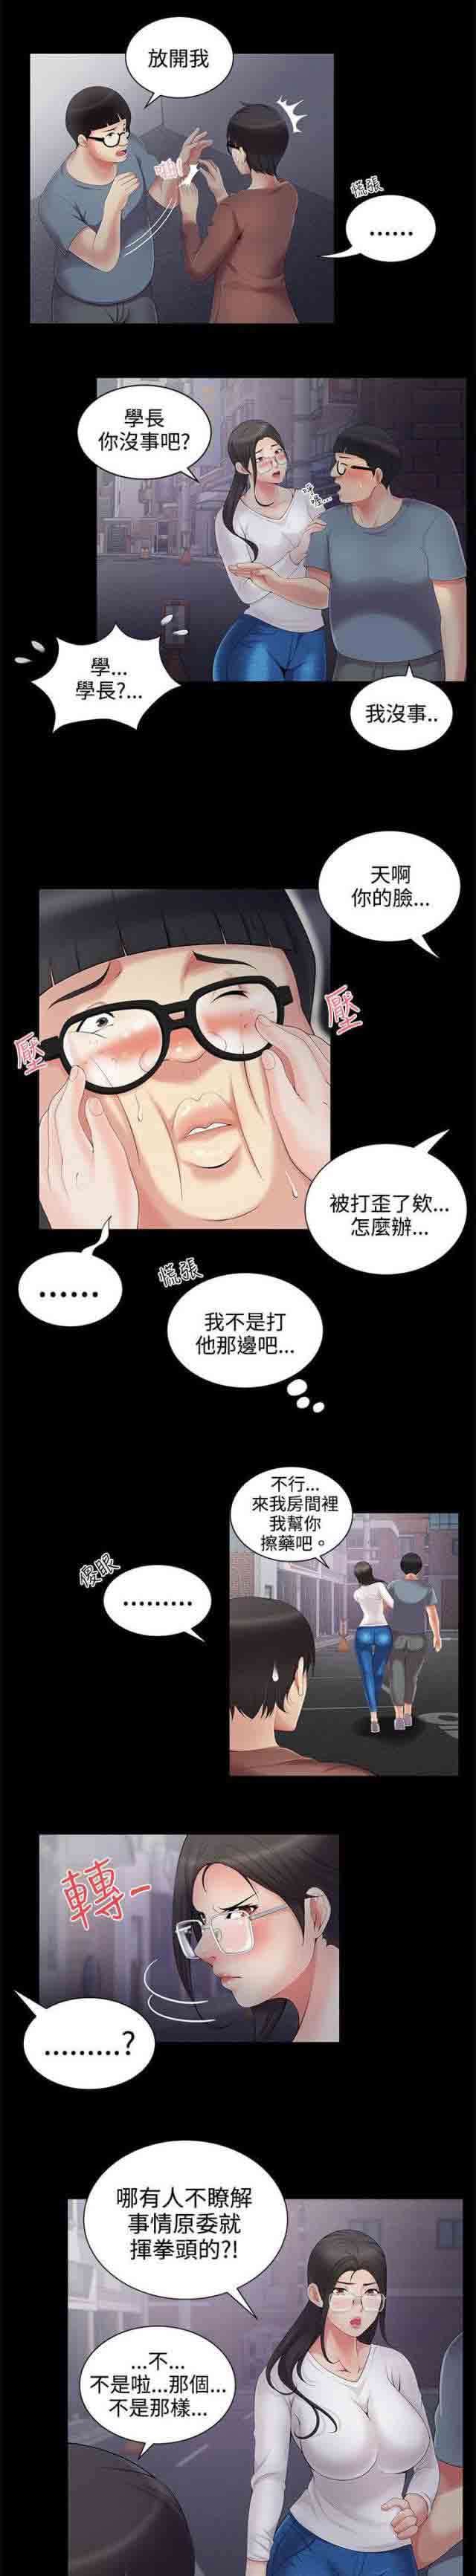 放開我
啪!
慌張
......
學長
你沒事吧?
呼
呼...
學...
學長?...
我沒事..
天啊
你的臉...
壓
壓
被打歪了欸...
怎麼辦...
......
慌張
我不是打
他那邊吧...
不行...
來我房間裡
我幫你
擦藥吧。
傻眼
.........
轉-
.........?
哪有人不瞭解
事情原委就
揮拳頭的?!
...不...
不是啦...那個...
不是那樣...